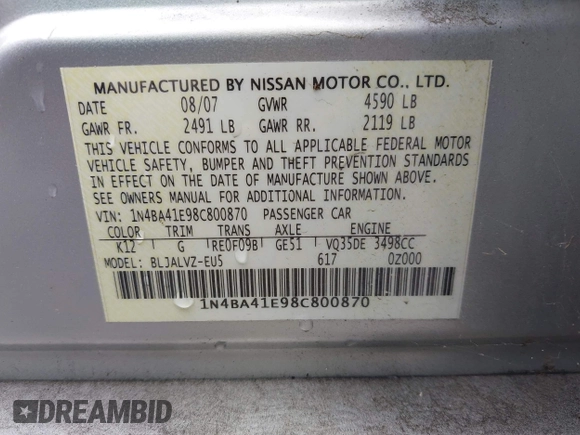 MANUFACTURED BY NISSAN MOTOR CO., LTD.
DATE 08/07 GVWR 4590 LB
GAWR FR. 2491 LB GAWR RR. 2119 LB
THIS VEHICLE CONFORMS TO ALL APPLICABLE FEDERAL MOTOR
VEHICLE SAFETY, BUMPER AND THEFT PREVENTION STANDARDS
IN EFFECT ON THE DATE OF MANUFACTURE SHOWN ABOVE.
SEE OWNERS MANUAL FOR ADDITIONAL INFORMATION.
VIN: 1N4BA41E98C800870 PASSENGER CAR
COLOR TRIM TRANS AXLE ENGINE
K12 G RE0F09B GE51 VQ35DE 3498CC
MODEL: BLJALVZ-EU5 617 0Z000
1N4BA41E98C800870
DREAMBID